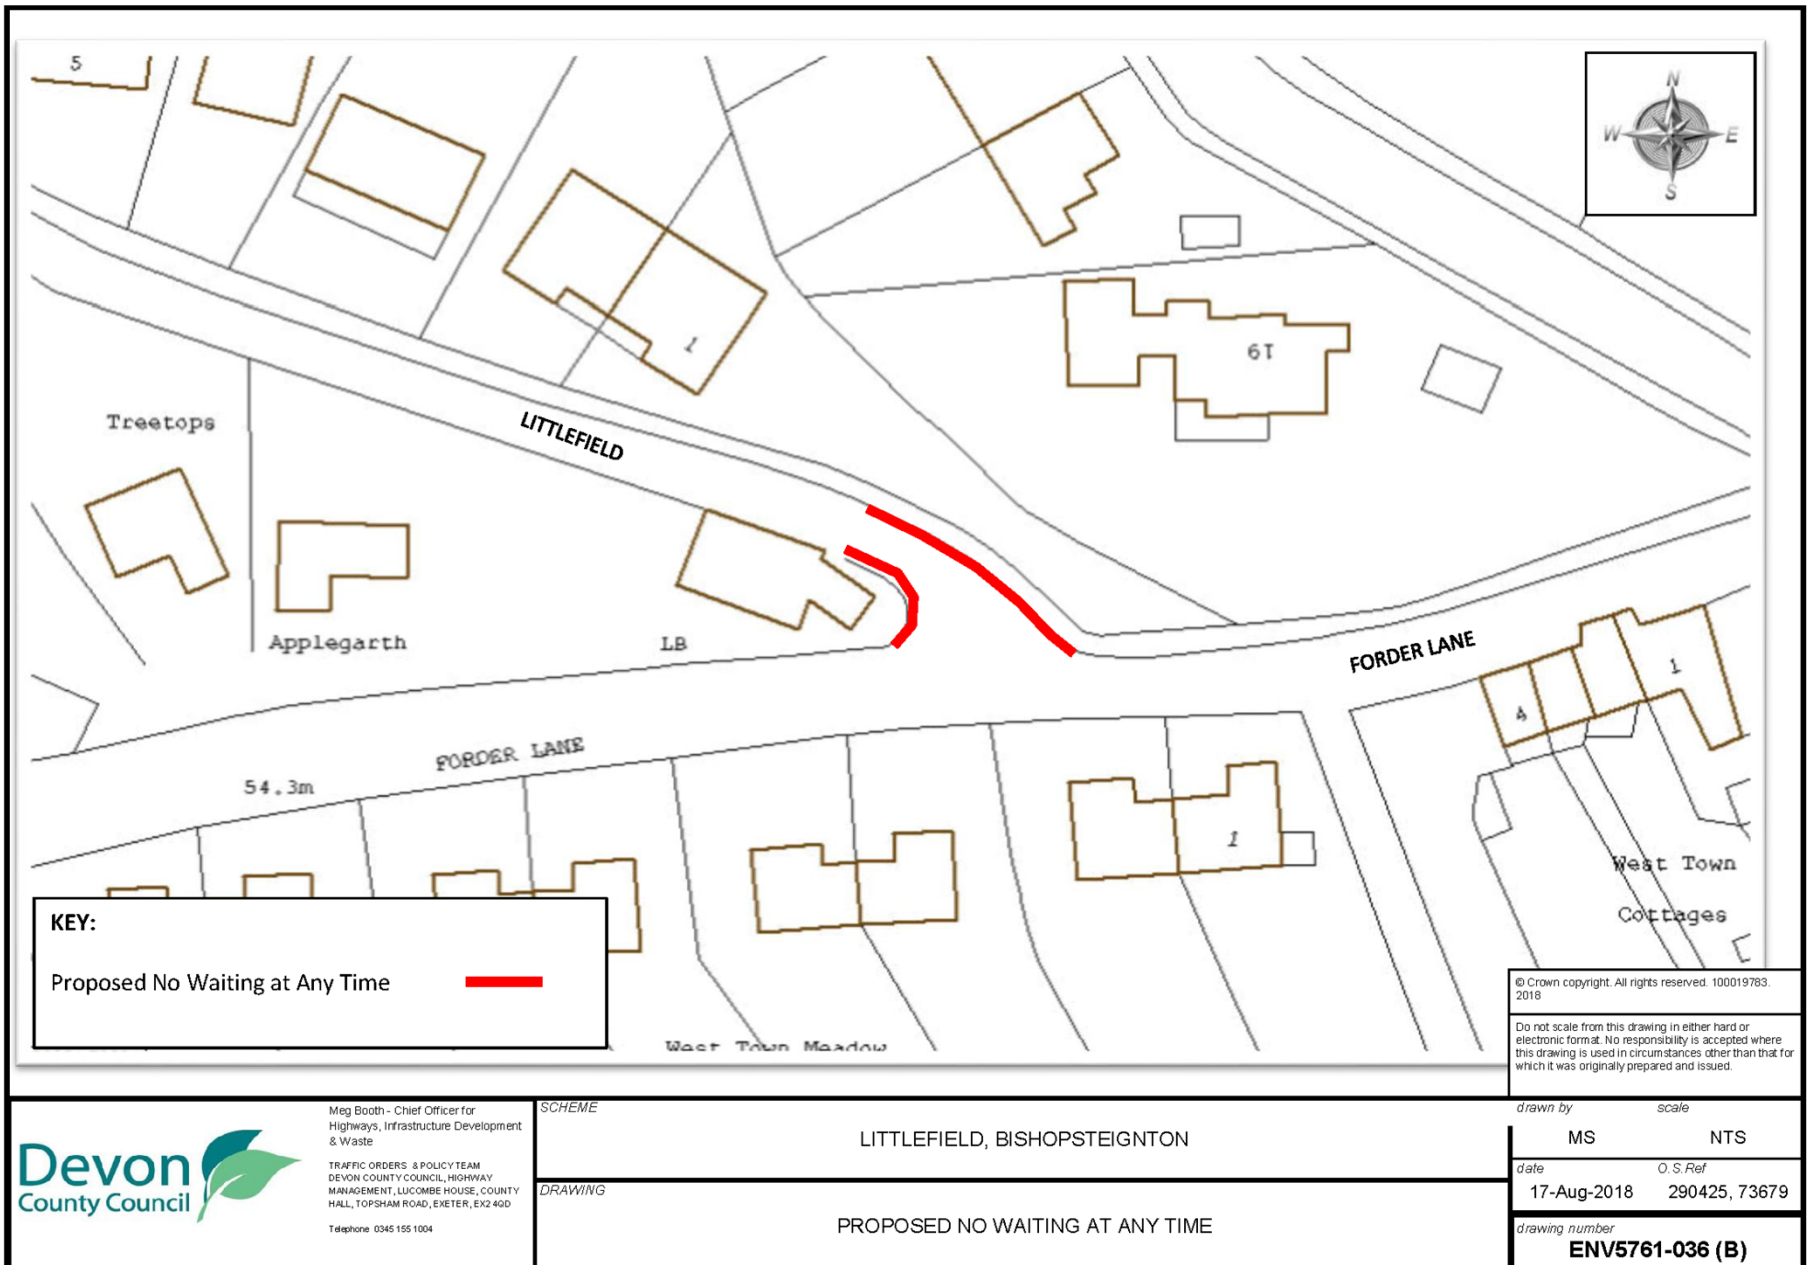 5
N
W
E
S
1
19
Treetops
LITTLEFIELD
Applegarth
LB
FORDER LANE
1
4
FORDER LANE
54.3m
1
West Town
Cottages
KEY:
Proposed No Waiting at Any Time
West Town Meadow
© Crown copyright. All rights reserved. 100019783.
2018
Do not scale from this drawing in either hard or
electronic format. No responsibility is accepted where
this drawing is used in circumstances other than that for
which it was originally prepared and issued.
Devon
County Council
Meg Booth - Chief Officer for
Highways, Infrastructure Development
& Waste
TRAFFIC ORDERS & POLICY TEAM
DEVON COUNTY COUNCIL, HIGHWAY
MANAGEMENT, LUCOMBE HOUSE, COUNTY
HALL, TOPSHAM ROAD, EXETER, EX2 4QD
Telephone 0345 155 1004
SCHEME
LITTLEFIELD, BISHOPSTEIGNTON
DRAWING
PROPOSED NO WAITING AT ANY TIME
drawn by
scale
MS
NTS
date
O.S.Ref
17-Aug-2018
290425, 73679
drawing number
ENV5761-036 (B)